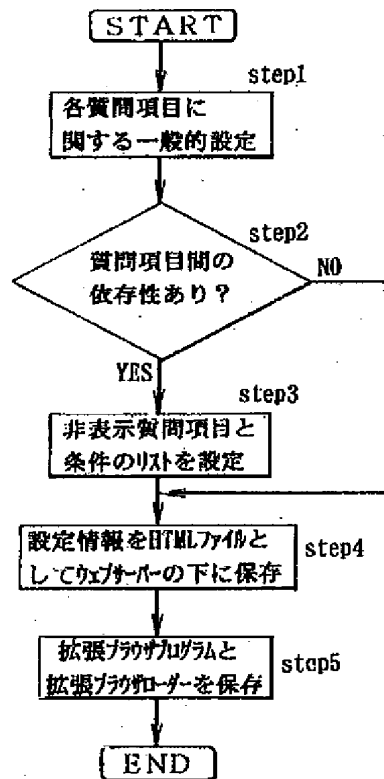 START
step1
各質問項目に
関する一般的設定
step2
質問項目間の
依存性あり？
NO
YES
step3
非表示質問項目と
条件のリストを設定
設定情報をHTMLファイルと
してウェブサーバーの下に保存
step4
拡張ブラウザプログラムと
拡張ブラウザローダーを保存
step5
END